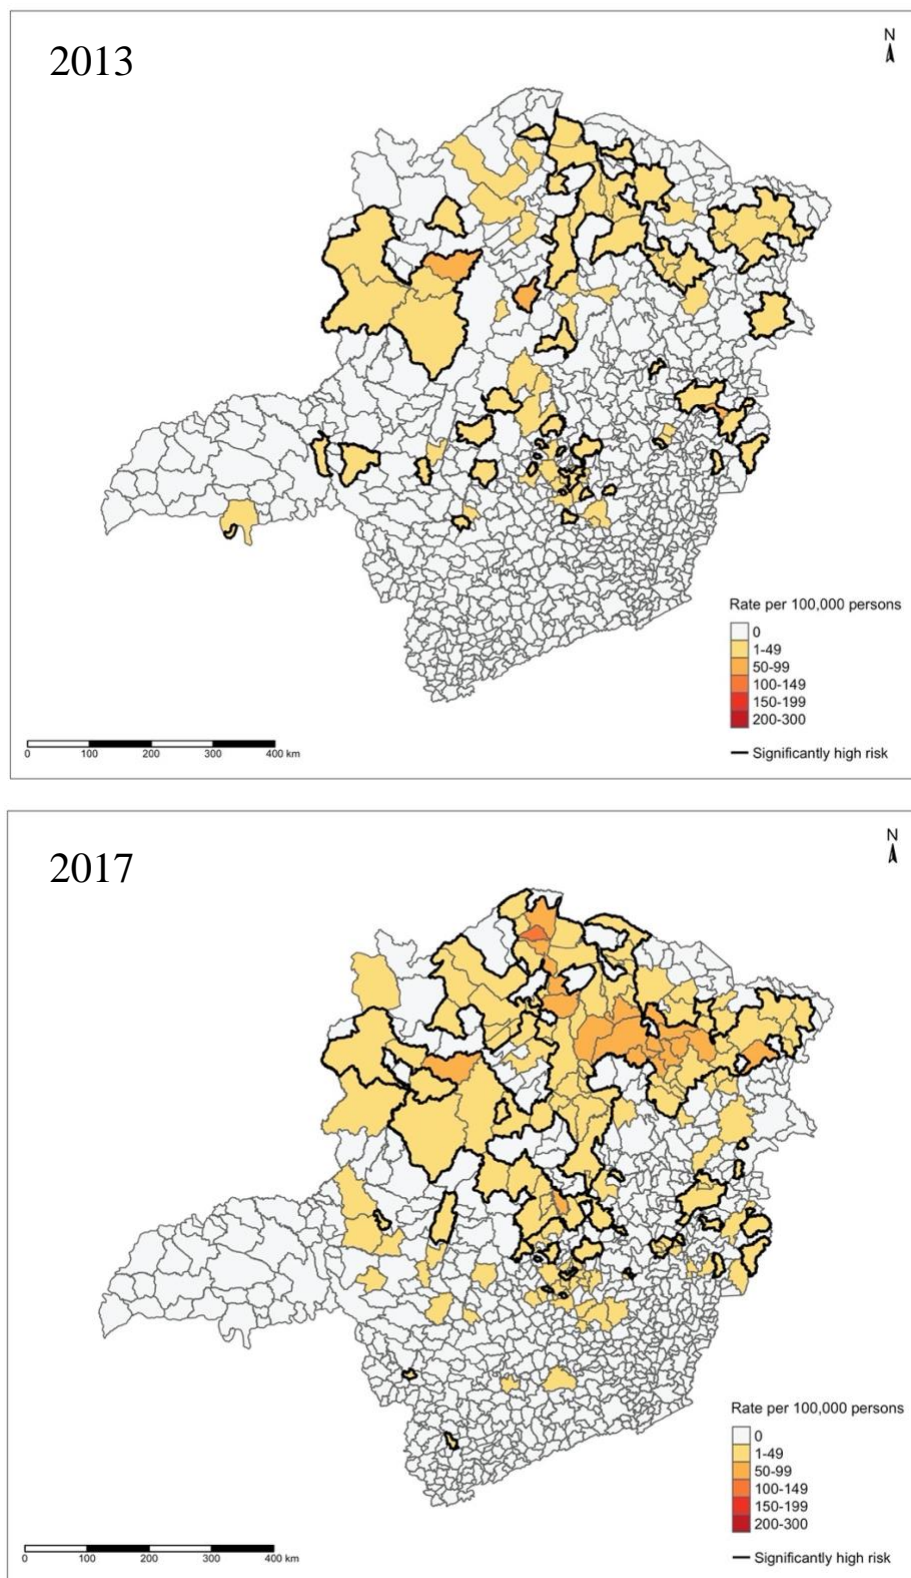 2013
N
Rate per 100,000 persons
0
1-49
50-99
100-149
150-199
200-300
Significantly high risk
0 100 200 300 400 km
2017
N
Rate per 100,000 persons
0
1-49
50-99
100-149
150-199
200-300
Significantly high risk
0 100 200 300 400 km